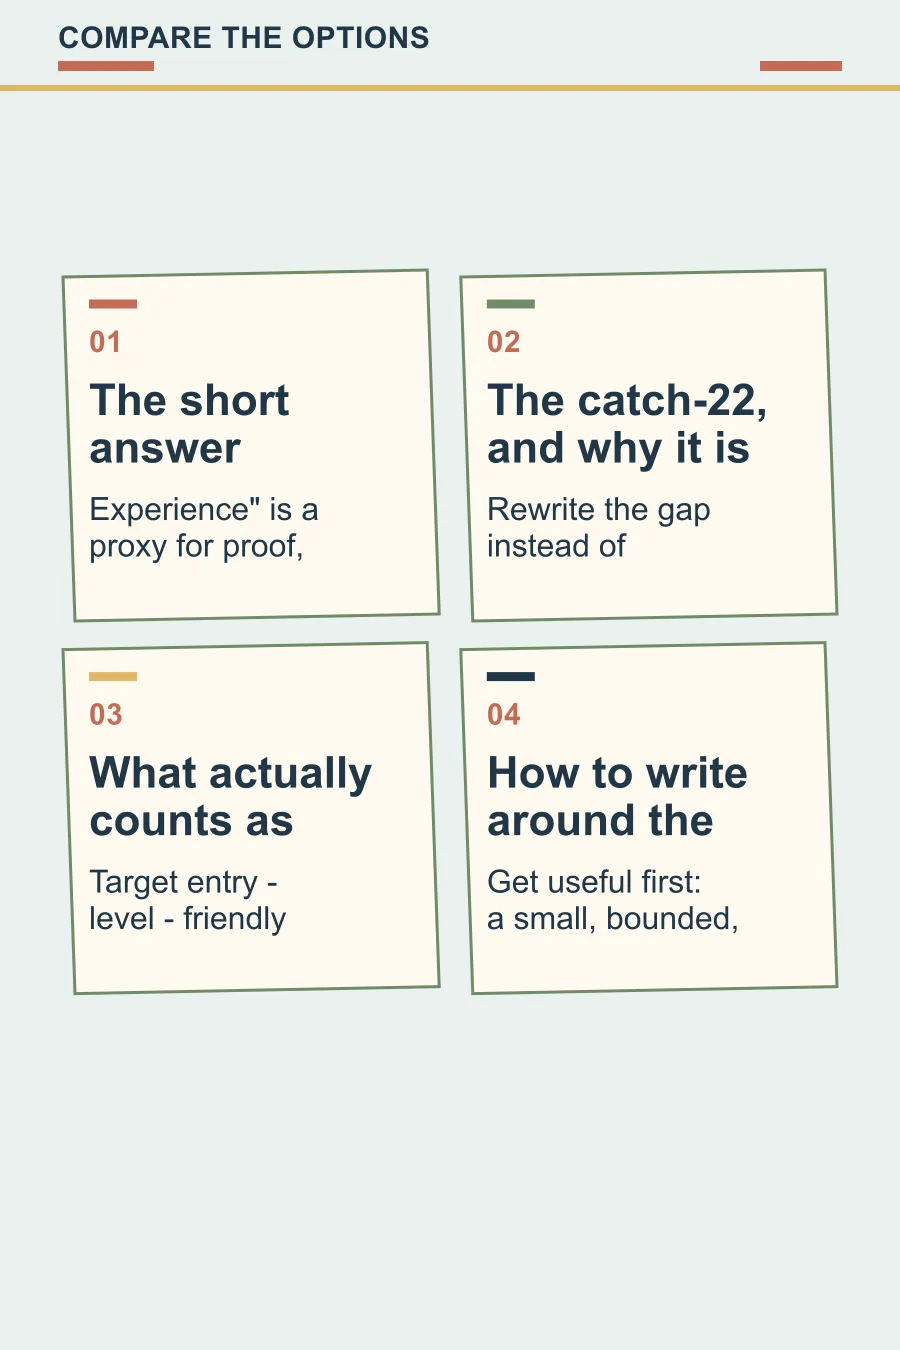 COMPARE THE OPTIONS
01
The short
answer
Experience" is a
proxy for proof,
02
The catch-22,
and why it is
Rewrite the gap
instead of
03
What actually
counts as
Target entry -
level - friendly
04
How to write
around the
Get useful first:
a small, bounded,